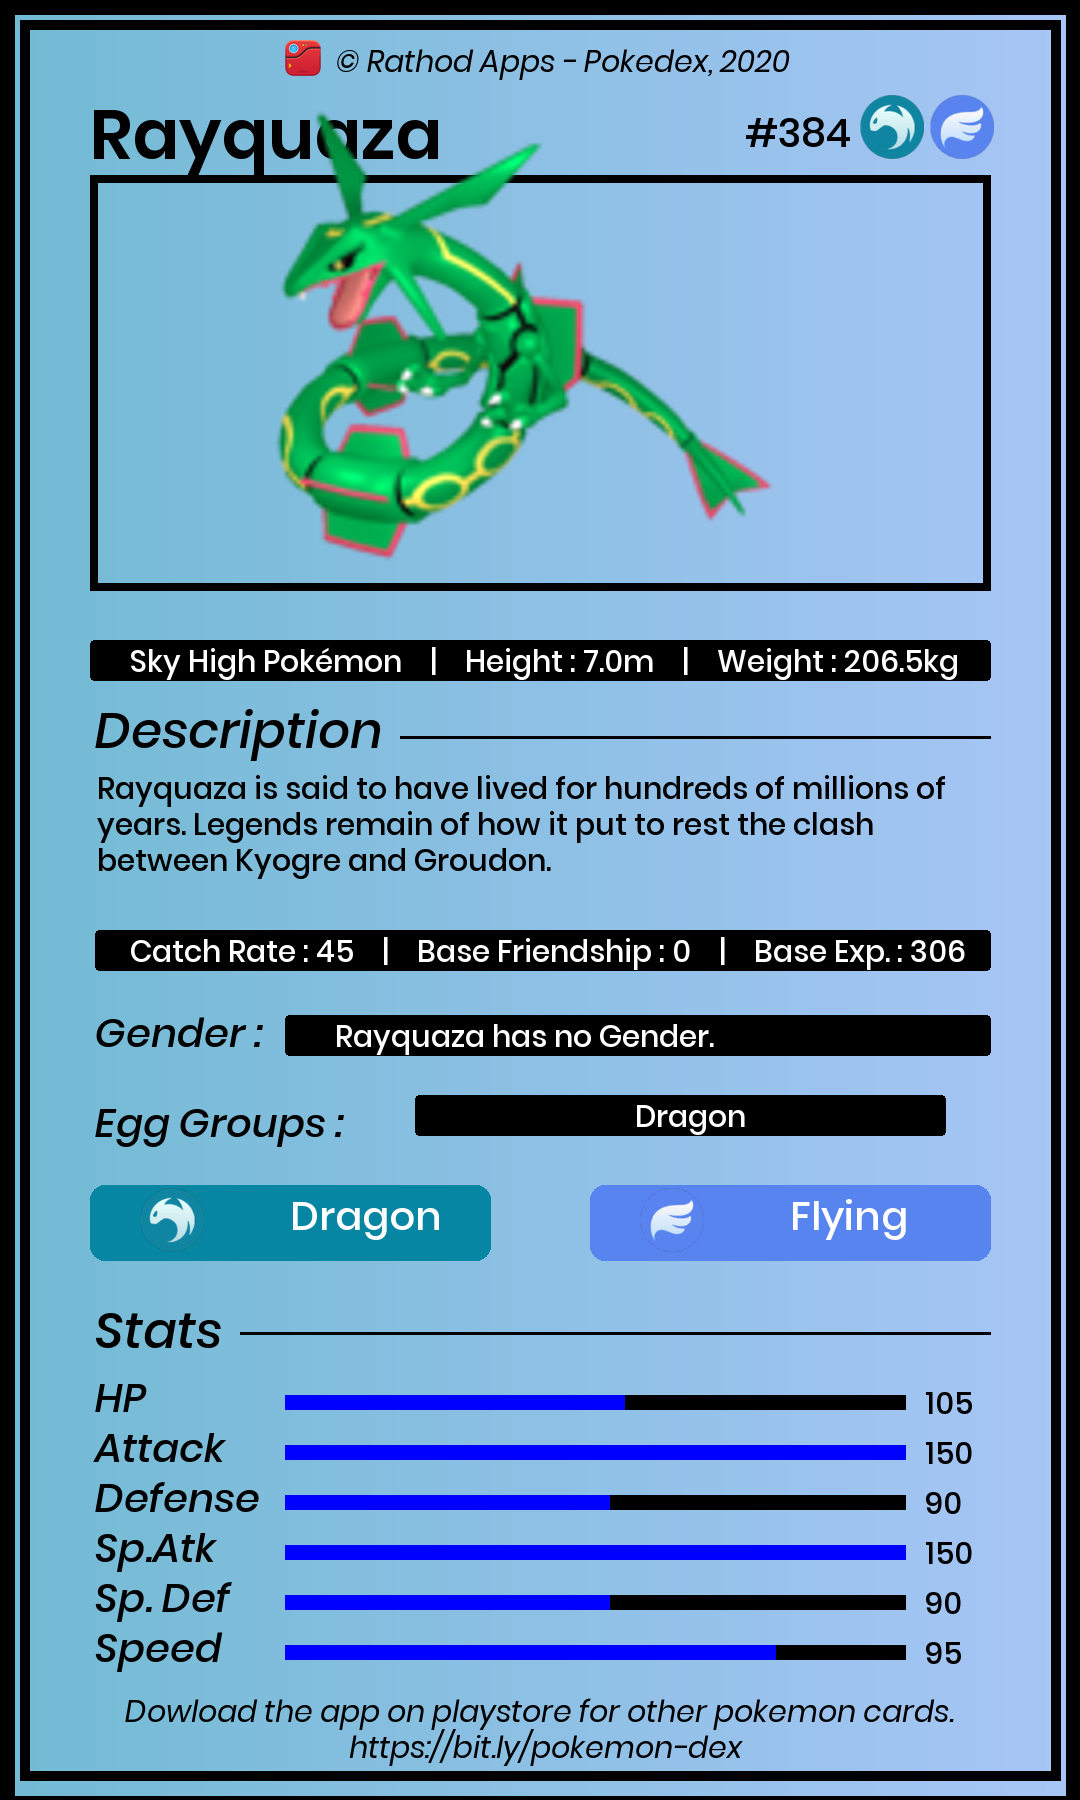 © Rathod Apps - Pokedex, 2020
Rayquaza #384
Sky High Pokémon | Height : 7.0m | Weight : 206.5kg
Description
Rayquaza is said to have lived for hundreds of millions of
years. Legends remain of how it put to rest the clash
between Kyogre and Groudon.
Catch Rate : 45 | Base Friendship : 0 | Base Exp. : 306
Gender : Rayquaza has no Gender.
Egg Groups : Dragon
Dragon Flying
Stats
HP 105
Attack 150
Defense 90
Sp.Atk 150
Sp. Def 90
Speed 95
Dowload the app on playstore for other pokemon cards.
https://bit.ly/pokemon-dex